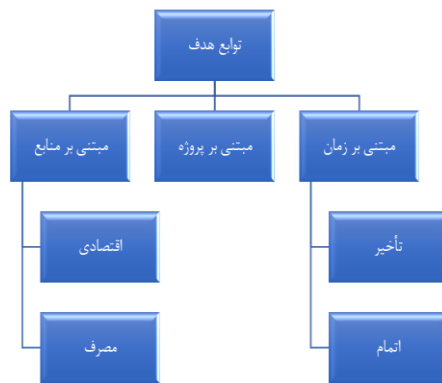 توابع هدف
مبتنی بر زمان
مبتنی بر پروژه
مبتنی بر منابع
تأخیر
اقتصادی
اتمام
مصرف